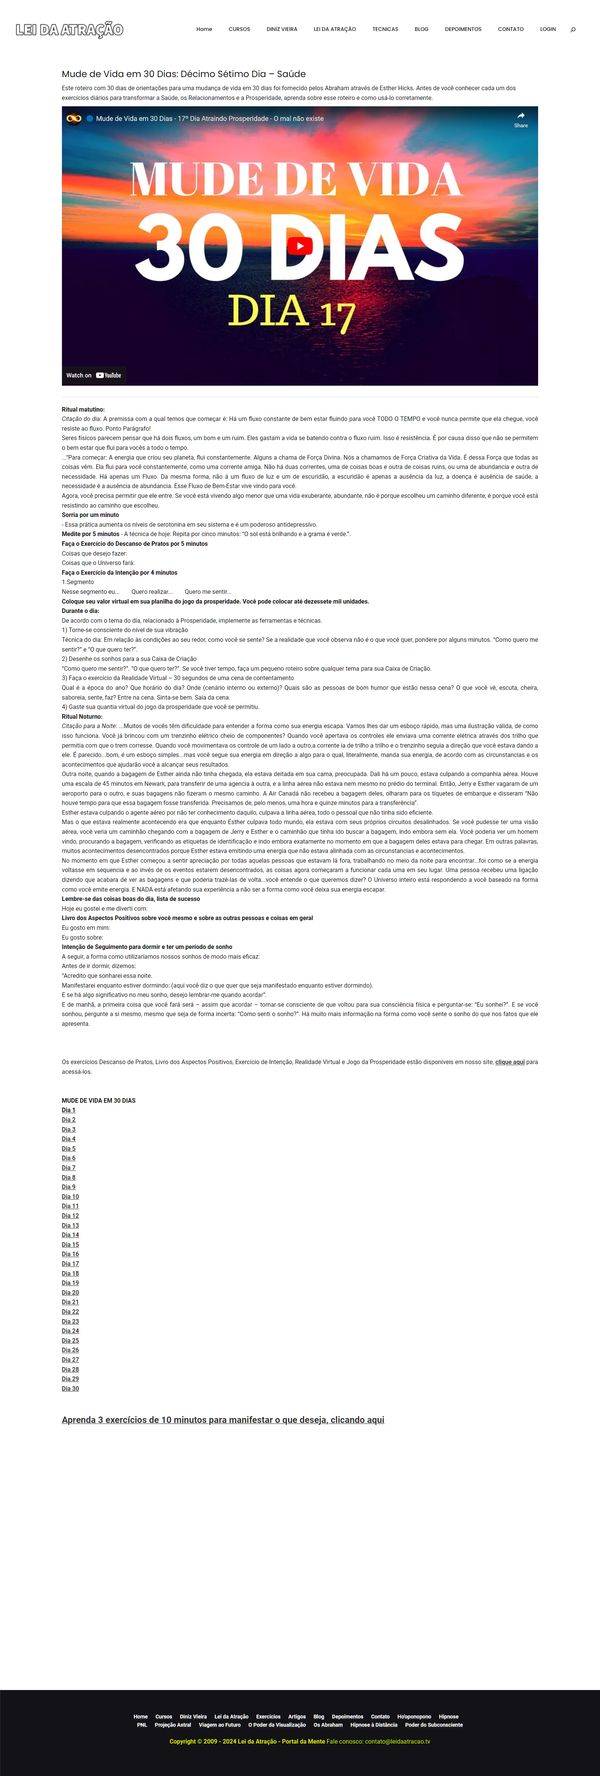 LEI DA ATRAÇÃO
Home CURSOS DINIZ VIEIRA LEI DA ATRAÇÃO TECNICAS BLOG DEPOIMENTOS CONTATO LOGIN
Mude de Vida em 30 Dias: Décimo Sétimo Dia – Saúde
Este roteiro com 30 dias de orientações para uma mudança de vida em 30 dias foi fornecido pelos Abraham através de Esther Hicks. Antes de você conhecer cada um dos
exercícios diários para transformar a Saúde, os Relacionamentos e a Prosperidade, aprenda sobre esse roteiro e como usá-lo corretamente.
Mude de Vida em 30 Dias - 17º Dia Atraindo Prosperidade - O mal não existe
Share
MUDE DE VIDA
30 DIAS
DIA 17
Watch on YouTube
Ritual matutino:
Citação do dia: A premissa com a qual temos que começar é: Há um fluxo constante de bem estar fluindo para você TODO O TEMPO e você nunca permite que ela chegue, você
resiste ao fluxo. Ponto Parágrafo!
Seres físicos parecem pensar que há dois fluxos, um bom e um ruim. Eles gastam a vida se batendo contra o fluxo ruim. Isso é resistência. É por causa disso que não se permitem
o bem estar que flui para vocês a todo o tempo.
...“Para começar: A energia que criou seu planeta, flui constantemente. Alguns a chama de Força Divina. Nós a chamamos de Força Criativa da Vida. É dessa Força que todas as
coisas vêm. Ela flui para você constantemente, como uma corrente amiga. Não há duas correntes, uma de coisas boas e outra de coisas ruins, ou uma de abundancia e outra de
necessidade. Há apenas um Fluxo. Da mesma forma, não á um fluxo de luz e um de escuridão, a escuridão é apenas a ausência da luz, a doença é ausência de saúde, a
necessidade é a ausência de abundancia. Esse Fluxo de Bem-Estar vive vindo para você.
Agora, você precisa permitir que ele entre. Se você está vivendo algo menor que uma vida exuberante, abundante, não é porque escolheu um caminho diferente, é porque você está
resistindo ao caminho que escolheu.
Sorria por um minuto
- Essa prática aumenta os níveis de serotonina em seu sistema e é um poderoso antidepressivo.
Medite por 5 minutos - A técnica de hoje: Repita por cinco minutos: “O sol está brilhando e a grama é verde.”.
Faça o Exercício do Descanso de Pratos por 5 minutos
Coisas que desejo fazer:
Coisas que o Universo fará:
Faça o Exercício da Intenção por 4 minutos
1.Segmento
Nesse segmento eu... Quero realizar... Quero me sentir...
Coloque seu valor virtual em sua planilha do jogo da prosperidade. Você pode colocar até dezessete mil unidades.
Durante o dia:
De acordo com o tema do dia, relacionado à Prosperidade, implemente as ferramentas e técnicas.
1) Torne-se consciente do nível de sua vibração
Técnica do dia: Em relação às condições ao seu redor, como você se sente? Se a realidade que você observa não é o que você quer, pondere por alguns minutos. “Como quero me
sentir?” e “O que quero ter?”.
2) Desenhe os sonhos para a sua Caixa de Criação
“Como quero me sentir?”. “O que quero ter?”. Se você tiver tempo, faça um pequeno roteiro sobre qualquer tema para sua Caixa de Criação.
3) Faça o exercício da Realidade Virtual – 30 segundos de uma cena de contentamento
Qual é a época do ano? Que horário do dia? Onde (cenário interno ou externo)? Quais são as pessoas de bom humor que estão nessa cena? O que você vê, escuta, cheira,
saboreia, sente, faz? Entre na cena. Sinta-se bem. Saia da cena.
4) Gaste sua quantia virtual do jogo da prosperidade que você se permitiu.
Ritual Noturno:
Citação para a Noite: ...Muitos de vocês têm dificuldade para entender a forma como sua energia escapa. Vamos lhes dar um esboço rápido, mas uma ilustração válida, de como
isso funciona. Você já brincou com um trenzinho elétrico cheio de componentes? Quando você apertava os controles ele enviava uma corrente elétrica através dos trilho que
permitia com que o trem corresse. Quando você movimentava os controle de um lado a outro,a corrente ia de trilho a trilho e o trenzinho seguia a direção que você estava dando a
ele. É parecido...bom, é um esboço simples...mas você segue sua energia em direção a algo para o qual, literalmente, manda sua energia, de acordo com as circunstancias e os
acontecimentos que ajudarão você a alcançar seus resultados.
Outra noite, quando a bagagem de Esther ainda não tinha chegada, ela estava deitada em sua cama, preocupada. Dali há um pouco, estava culpando a companhia aérea. Houve
uma escala de 45 minutos em Newark, para transferir de uma agencia à outra, e a linha aérea não estava nem mesmo no prédio do terminal. Então, Jerry e Esther vagaram de um
aeroporto para o outro, e suas bagagens não fizeram o mesmo caminho. A Air Canadá não recebeu a bagagem deles, olharam para os tíquetes de embarque e disseram “Não
houve tempo para que essa bagagem fosse transferida. Precisamos de, pelo menos, uma hora e quinze minutos para a transferência”.
Esther estava culpando o agente aéreo por não ter conhecimento daquilo, culpava a linha aérea, todo o pessoal que não tinha sido eficiente.
Mas o que estava realmente acontecendo era que enquanto Esther culpava todo mundo, ela estava com seus próprios circuitos desalinhados. Se você pudesse ter uma visão
aérea, você veria um caminhão chegando com a bagagem de Jerry e Esther e o caminhão que tinha ido buscar a bagagem, indo embora sem ela. Você poderia ver um homem
vindo, procurando a bagagem, verificando as etiquetas de identificação e indo embora exatamente no momento em que a bagagem deles estava para chegar. Em outras palavras,
muitos acontecimentos desencontrados porque Esther estava emitindo uma energia que não estava alinhada com as circunstancias e acontecimentos.
No momento em que Esther começou a sentir apreciação por todas aquelas pessoas que estavam lá fora, trabalhando no meio da noite para encontrar...foi como se a energia
voltasse em sequencia e ao invés de os eventos estarem desencontrados, as coisas agora começaram a funcionar cada uma em seu lugar. Uma pessoa recebeu uma ligação
dizendo que acabara de ver as bagagens e que poderia trazê-las de volta...você entende o que queremos dizer? O Universo inteiro está respondendo a você baseado na forma
como você emite energia. E NADA está afetando sua experiência a não ser a forma como você deixa sua energia escapar.
Lembre-se das coisas boas do dia, lista de sucesso
Hoje eu gostei e me diverti com:
Livro dos Aspectos Positivos sobre você mesmo e sobre as outras pessoas e coisas em geral
Eu gosto em mim:
Eu gosto sobre:
Intenção de Seguimento para dormir e ter um período de sonho
A seguir, a forma como utilizaríamos nossos sonhos de modo mais eficaz:
Antes de ir dormir, dizemos:
“Acredito que sonharei essa noite.
Manifestarei enquanto estiver dormindo: (aqui você diz o que quer que seja manifestado enquanto estiver dormindo).
E se há algo significativo no meu sonho, desejo lembrar-me quando acordar”.
E de manhã, a primeira coisa que você fará será – assim que acordar – tornar-se consciente de que voltou para sua consciência física e perguntar-se: “Eu sonhei?”. E se você
sonhou, pergunte a si mesmo, mesmo que seja de forma incerta: “Como senti o sonho?”. Há muito mais informação na forma como você sente o sonho do que nos fatos que ele
apresenta.
Os exercícios Descanso de Pratos, Livro dos Aspectos Positivos, Exercício de Intenção, Realidade Virtual e Jogo da Prosperidade estão disponíveis em nosso site, clique aqui para
acessá-los.
MUDE DE VIDA EM 30 DIAS
Dia 1
Dia 2
Dia 3
Dia 4
Dia 5
Dia 6
Dia 7
Dia 8
Dia 9
Dia 10
Dia 11
Dia 12
Dia 13
Dia 14
Dia 15
Dia 16
Dia 17
Dia 18
Dia 19
Dia 20
Dia 21
Dia 22
Dia 23
Dia 24
Dia 25
Dia 26
Dia 27
Dia 28
Dia 29
Dia 30
Aprenda 3 exercícios de 10 minutos para manifestar o que deseja, clicando aqui
Home Cursos Diniz Vieira Lei da Atração Exercícios Artigos Blog Depoimentos Contato Ho'oponopono Hipnose
PNL Projeção Astral Viagem ao Futuro O Poder da Visualização Os Abraham Hipnose à Distância Poder do Subconsciente
Copyright © 2009 - 2024 Lei da Atração - Portal da Mente Fale conosco: contato@leidaatracao.tv